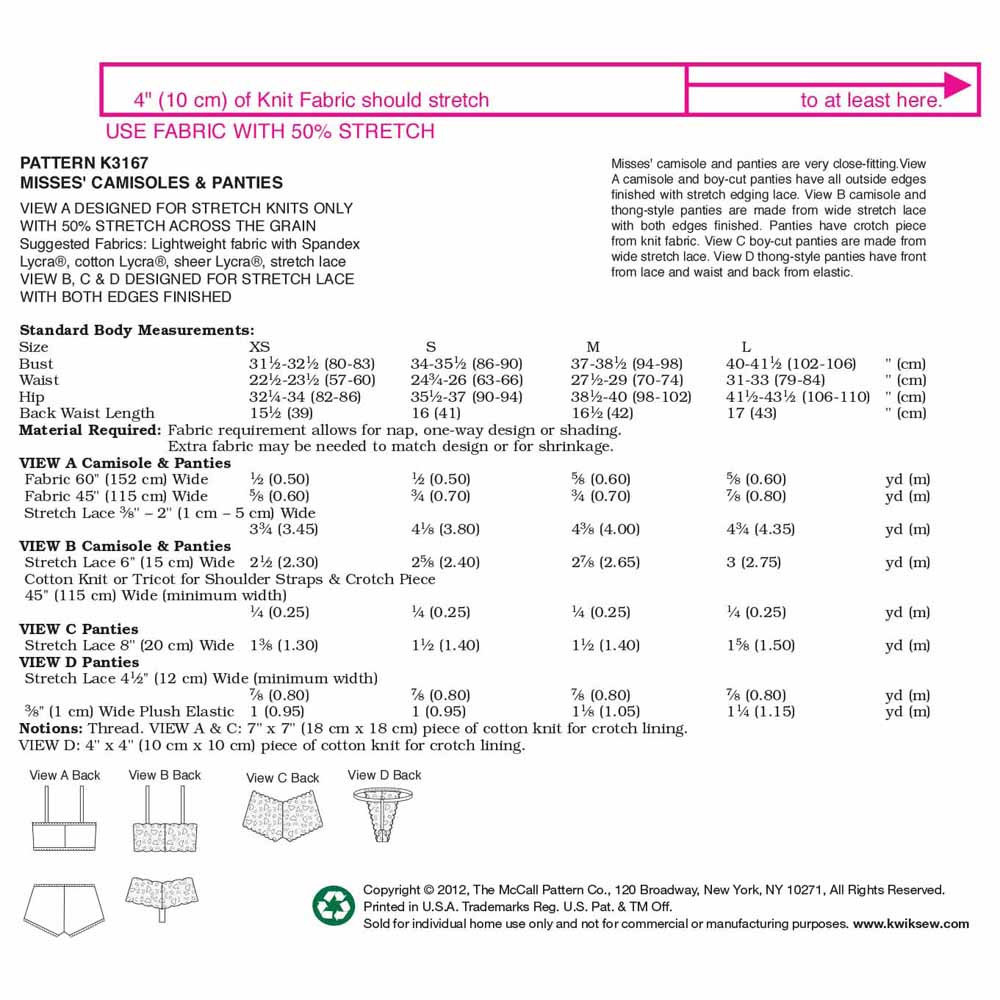 4" (10 cm) of Knit Fabric should stretch to at least here.
USE FABRIC WITH 50% STRETCH
PATTERN K3167
MISSES' CAMISOLES & PANTIES
VIEW A DESIGNED FOR STRETCH KNITS ONLY
WITH 50% STRETCH ACROSS THE GRAIN
Suggested Fabrics: Lightweight fabric with Spandex
Lycra®, cotton Lycra®, sheer Lycra®, stretch lace
VIEW B, C & D DESIGNED FOR STRETCH LACE
WITH BOTH EDGES FINISHED
Misses' camisole and panties are very close-fitting.View
A camisole and boy-cut panties have all outside edges
finished with stretch edging lace. View B camisole and
thong-style panties are made from wide stretch lace
with both edges finished. Panties have crotch piece
from knit fabric. View C boy-cut panties are made from
wide stretch lace. View D thong-style panties have front
from lace and waist and back from elastic.
Standard Body Measurements:
Size XS S M L
Bust 31½-32½ (80-83) 34-35½ (86-90) 37-38½ (94-98) 40-41½ (102-106) " (cm)
Waist 22½-23½ (57-60) 24¾-26 (63-66) 27½-29 (70-74) 31-33 (79-84) " (cm)
Hip 32¼-34 (82-86) 35½-37 (90-94) 38½-40 (98-102) 41½-43½ (106-110) " (cm)
Back Waist Length 15½ (39) 16 (41) 16½ (42) 17 (43) " (cm)
Material Required: Fabric requirement allows for nap, one-way design or shading.
Extra fabric may be needed to match design or for shrinkage.
VIEW A Camisole & Panties
Fabric 60" (152 cm) Wide ½ (0.50) ½ (0.50) ⅝ (0.60) ⅝ (0.60) yd (m)
Fabric 45" (115 cm) Wide ⅝ (0.60) ¾ (0.70) ¾ (0.70) ⅞ (0.80) yd (m)
Stretch Lace ⅜" – 2" (1 cm – 5 cm) Wide
3¾ (3.45) 4⅛ (3.80) 4⅜ (4.00) 4¾ (4.35) yd (m)
VIEW B Camisole & Panties
Stretch Lace 6" (15 cm) Wide 2½ (2.30) 2⅝ (2.40) 2⅞ (2.65) 3 (2.75) yd (m)
Cotton Knit or Tricot for Shoulder Straps & Crotch Piece
45" (115 cm) Wide (minimum width)
¼ (0.25) ¼ (0.25) ¼ (0.25) ¼ (0.25) yd (m)
VIEW C Panties
Stretch Lace 8" (20 cm) Wide 1⅜ (1.30) 1½ (1.40) 1½ (1.40) 1⅝ (1.50) yd (m)
VIEW D Panties
Stretch Lace 4½" (12 cm) Wide (minimum width)
⅞ (0.80) ⅞ (0.80) ⅞ (0.80) ⅞ (0.80) yd (m)
⅜" (1 cm) Wide Plush Elastic 1 (0.95) 1 (0.95) 1⅛ (1.05) 1¼ (1.15) yd (m)
Notions: Thread. VIEW A & C: 7" x 7" (18 cm x 18 cm) piece of cotton knit for crotch lining.
VIEW D: 4" x 4" (10 cm x 10 cm) piece of cotton knit for crotch lining.
View A Back View B Back View C Back View D Back
Copyright © 2012, The McCall Pattern Co., 120 Broadway, New York, NY 10271, All Rights Reserved.
Printed in U.S.A. Trademarks Reg. U.S. Pat. & TM Off.
Sold for individual home use only and not for commercial or manufacturing purposes. www.kwiksew.com